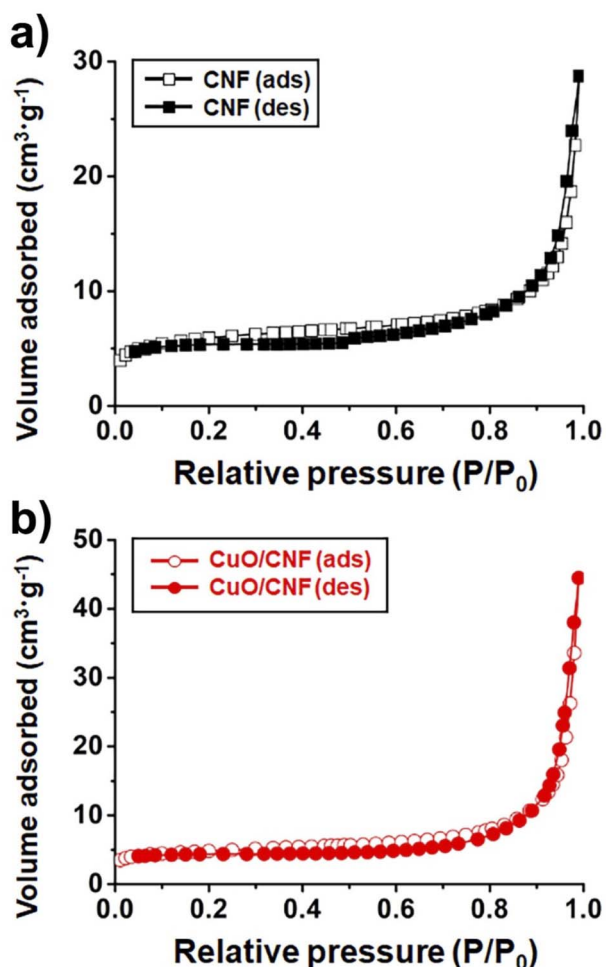 a)
30
CNF (ads)
CNF (des)
20
10
0
Volume adsorbed (cm³·g⁻¹)
0.0 0.2 0.4 0.6 0.8 1.0
Relative pressure (P/P₀)
b)
50
CuO/CNF (ads)
CuO/CNF (des)
40
30
20
10
0
Volume adsorbed (cm³·g⁻¹)
0.0 0.2 0.4 0.6 0.8 1.0
Relative pressure (P/P₀)